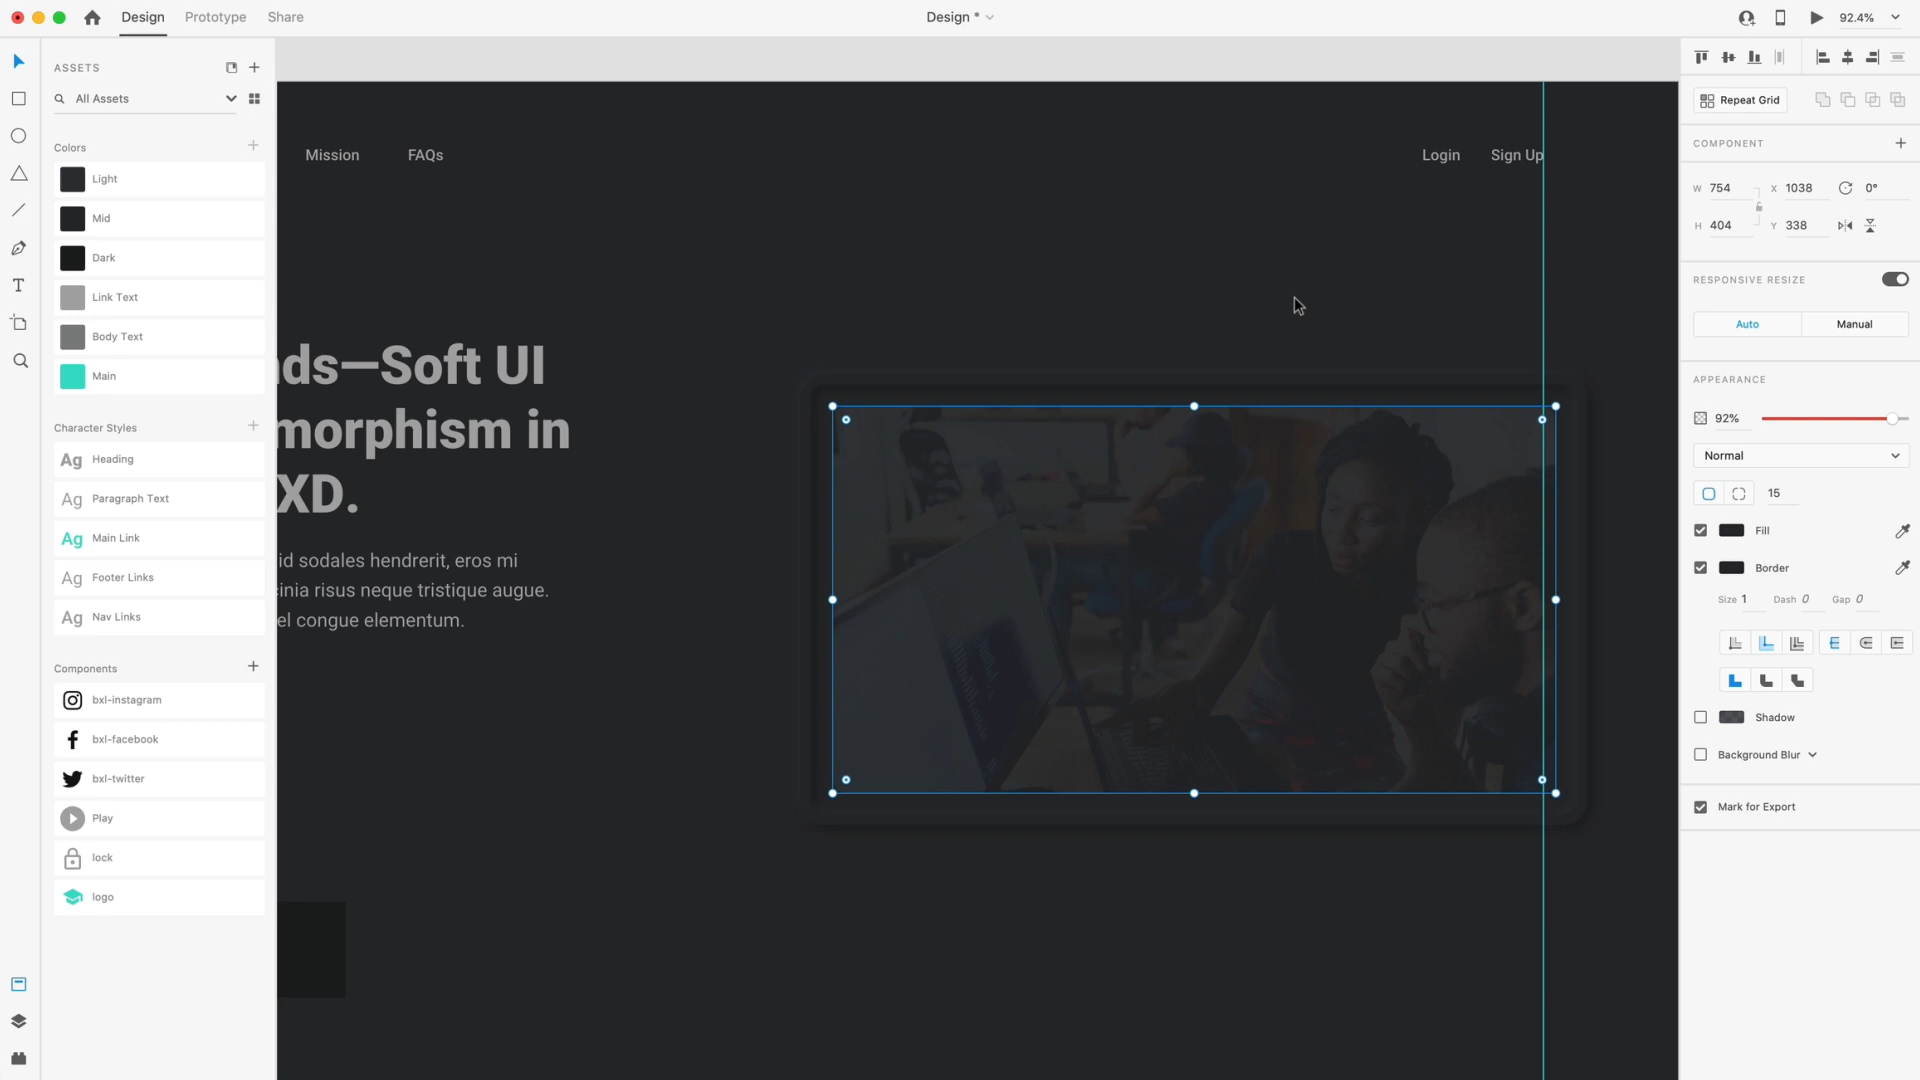 Design
Prototype
Share
Design *
92.4%
ASSETS
All Assets
Colors
Light
Mid
Dark
Link Text
Body Text
Main
Character Styles
Ag Heading
Ag Paragraph Text
Ag Main Link
Ag Footer Links
Ag Nav Links
Components
bxl-instagram
bxl-facebook
bxl-twitter
Play
lock
logo
Mission
FAQs
Login
Sign Up
nds—Soft UI
morphism in
XD.
id sodales hendrerit, eros mi
cinia risus neque tristique augue.
el congue elementum.
Repeat Grid
COMPONENT
W 754 X 1038 0°
H 404 Y 338
RESPONSIVE RESIZE
Auto
Manual
APPEARANCE
92%
Normal
15
Fill
Border
Size 1 Dash 0 Gap 0
Shadow
Background Blur
Mark for Export